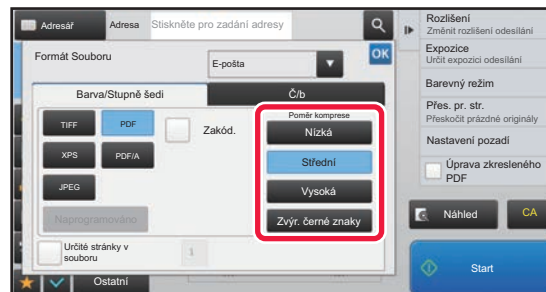 Adresář
Adresa
Stiskněte pro zadání adresy
Formát Souboru
E-pošta
OK
Barva/Stupně šedi
Č/b
TIFF
PDF
Zakód.
XPS
PDF/A
JPEG
Naprogramováno
Poměr komprese
Nízká
Střední
Vysoká
Zvýr. černé znaky
Určité stránky v
souboru
1
Ostatní
Rozlišení
Změnit rozlišení odesílání
Expozice
Určit expozici odesílání
Barevný režim
Přes. pr. str.
Přeskočit prázdné originály
Nastavení pozadí
Úprava zkresleného
PDF
Náhled
CA
Start